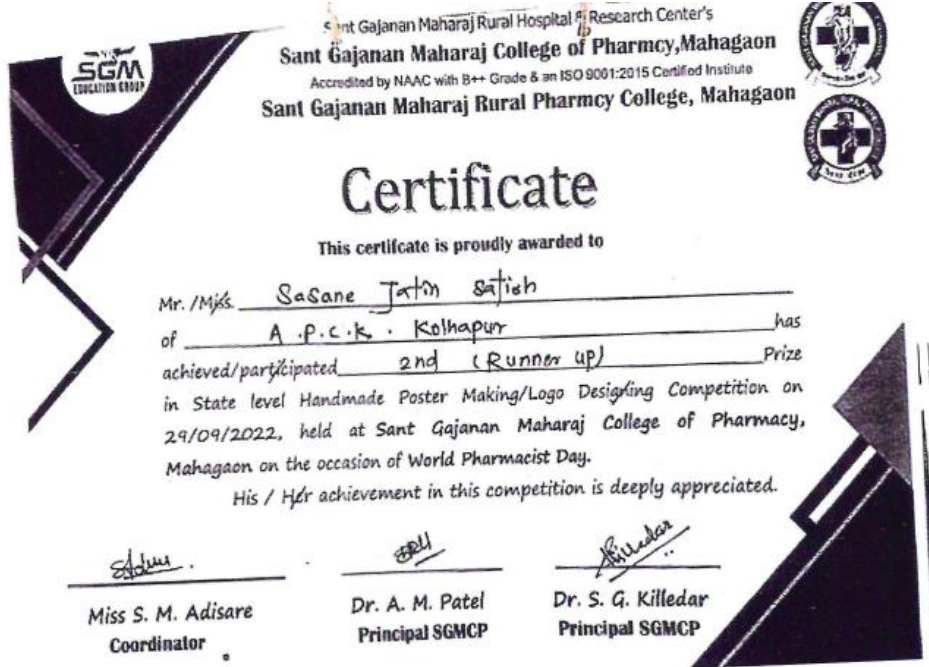 SGM
EDUCATION GROUP
Sant Gajanan Maharaj Rural Hospital & Research Center's
Sant Gajanan Maharaj College of Pharmcy,Mahagaon
Accredited by NAAC with B++ Grade & an ISO 9001:2015 Certified Institute
Sant Gajanan Maharaj Rural Pharmcy College, Mahagaon
Certificate
This certifcate is proudly awarded to
Mr. /Miss. Sasane Jatin Satish
of A.P.C.K. Kolhapur has
achieved/participated 2nd (Runner up) Prize
in State level Handmade Poster Making/Logo Designing Competition on
29/09/2022, held at Sant Gajanan Maharaj College of Pharmacy,
Mahagaon on the occasion of World Pharmacist Day.
His / Her achievement in this competition is deeply appreciated.
Killedar
Miss S. M. Adisare
Coordinator
Dr. A. M. Patel
Principal SGMCP
Dr. S. G. Killedar
Principal SGMCP